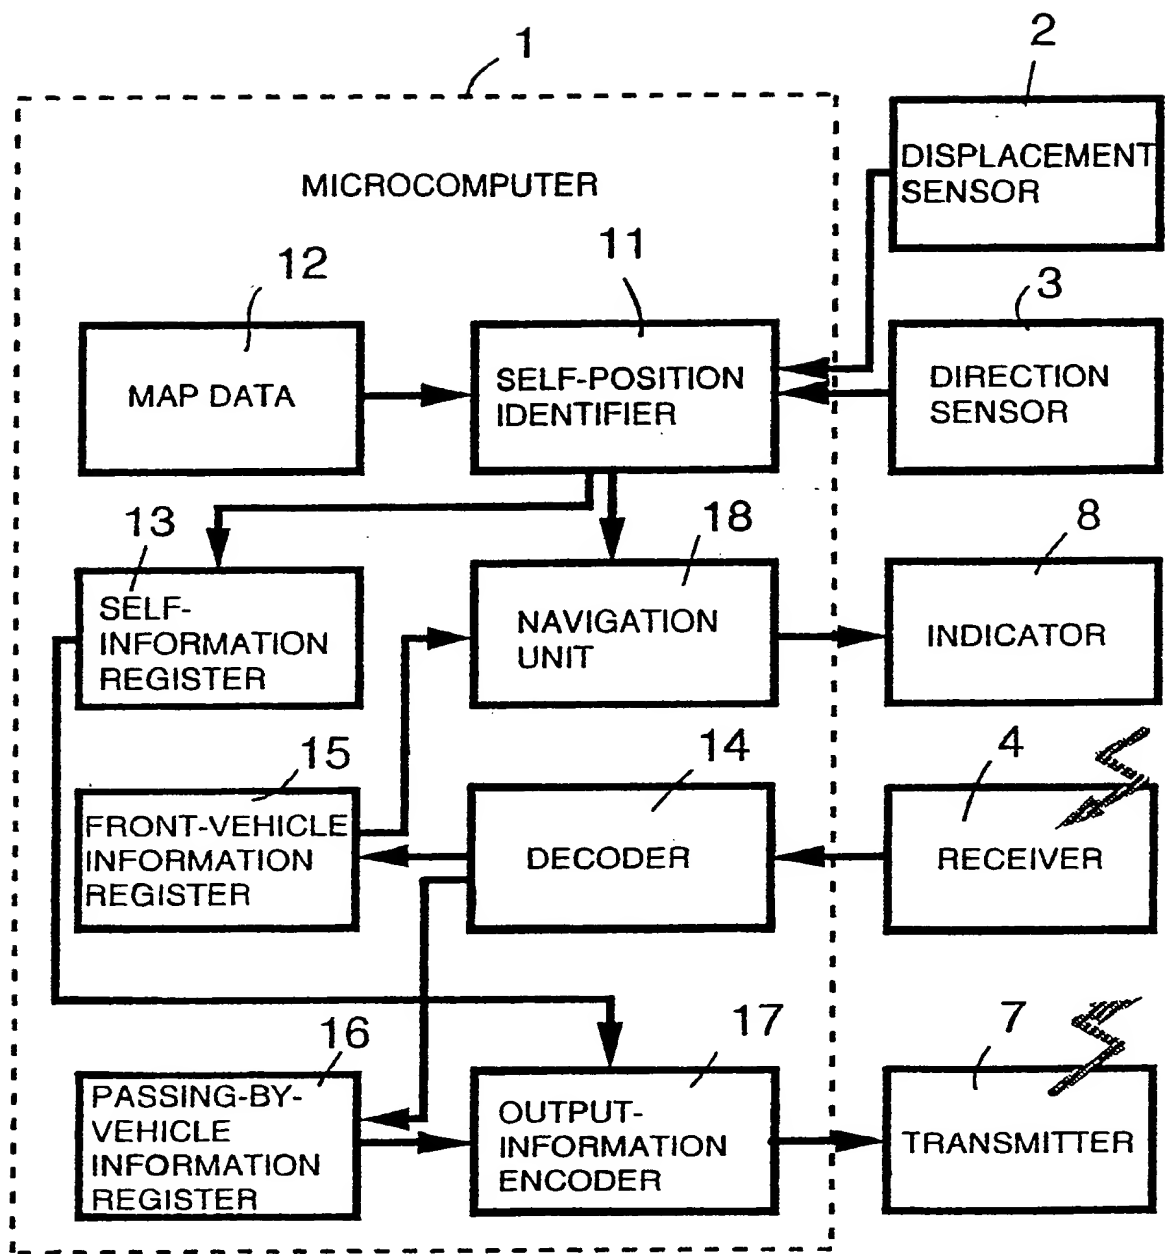 1
2
DISPLACEMENT
SENSOR
MICROCOMPUTER
12
11
3
MAP DATA
SELF-POSITION
IDENTIFIER
DIRECTION
SENSOR
13
18
8
SELF-
INFORMATION
REGISTER
NAVIGATION
UNIT
INDICATOR
15
14
4
FRONT-VEHICLE
INFORMATION
REGISTER
DECODER
RECEIVER
16
17
7
PASSING-BY-
VEHICLE
INFORMATION
REGISTER
OUTPUT-
INFORMATION
ENCODER
TRANSMITTER